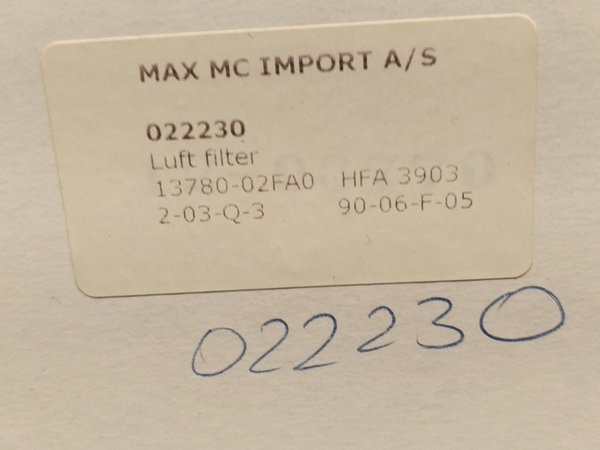 MAX MC IMPORT A/S
022230
Luft filter
13780-02FA0 HFA 3903
2-03-Q-3 90-06-F-05
022230